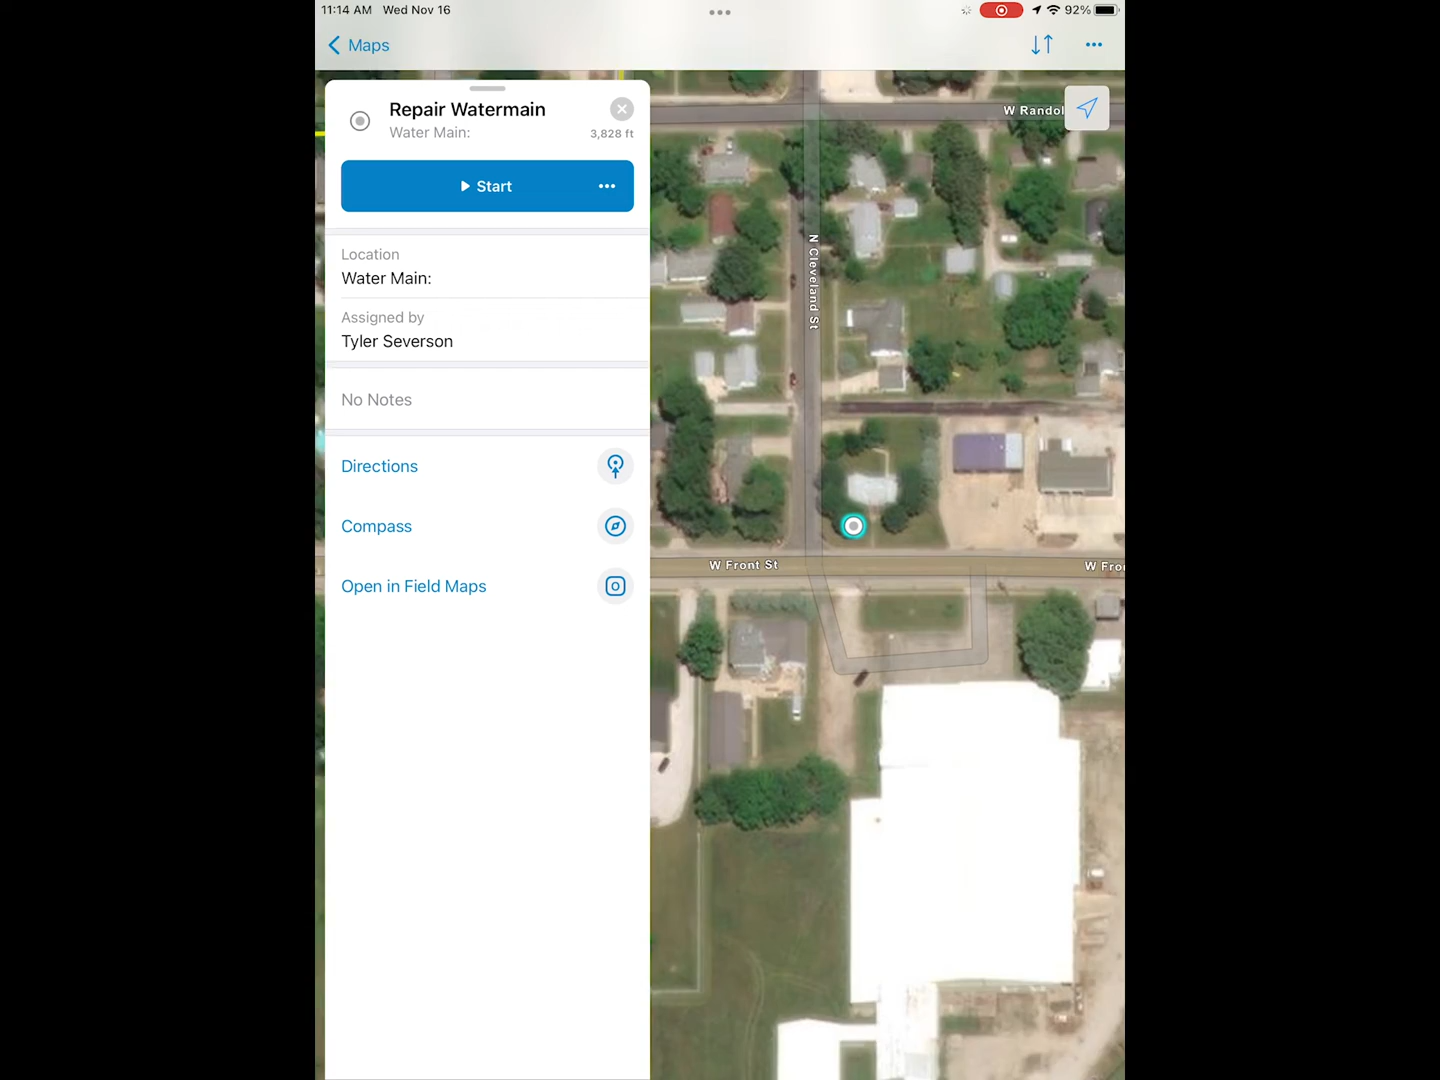 11:14 AM Wed Nov 16
92%
Maps
Repair Watermain
Water Main:
3,828 ft
Start
Location
Water Main:
Assigned by
Tyler Severson
No Notes
Directions
Compass
Open in Field Maps
W Randol
N Cleveland St
W Front St
W Fro